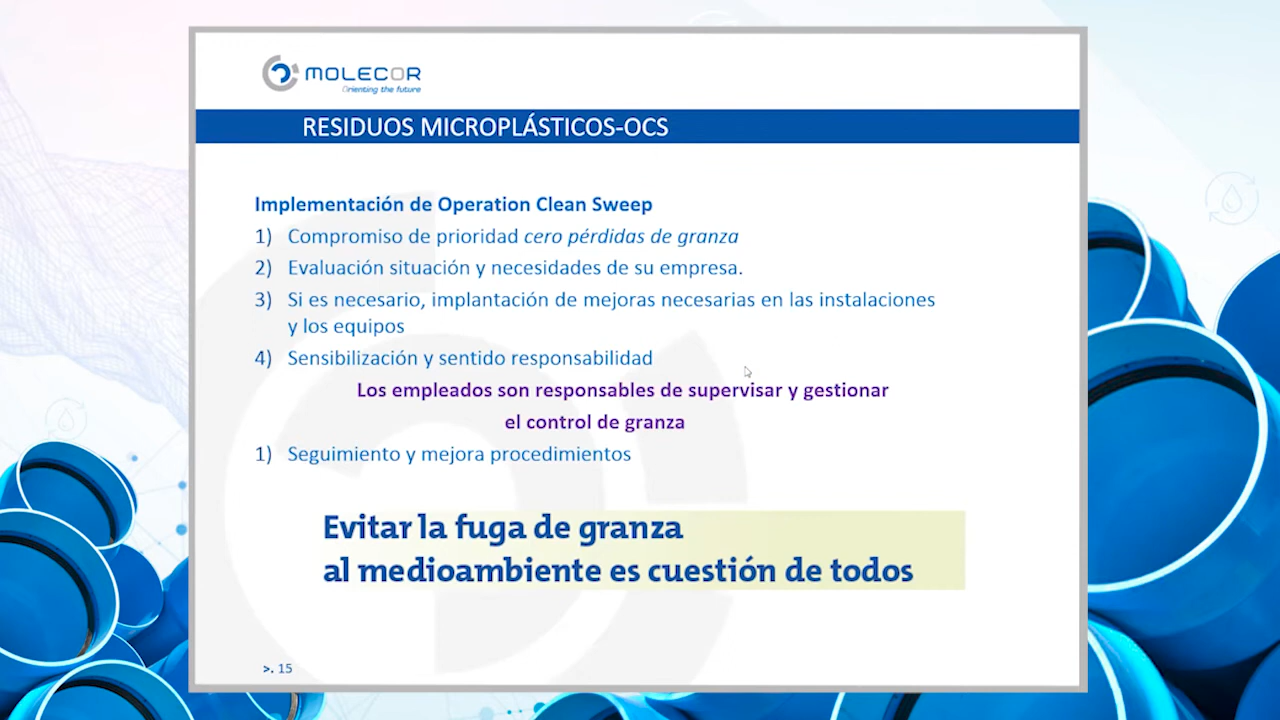 MOLECOR
Orienting the future
RESIDUOS MICROPLÁSTICOS-OCS
Implementación de Operation Clean Sweep
1) Compromiso de prioridad cero pérdidas de granza
2) Evaluación situación y necesidades de su empresa.
3) Si es necesario, implantación de mejoras necesarias en las instalaciones
y los equipos
4) Sensibilización y sentido responsabilidad
Los empleados son responsables de supervisar y gestionar
el control de granza
1) Seguimiento y mejora procedimientos
Evitar la fuga de granza
al medioambiente es cuestión de todos
>. 15